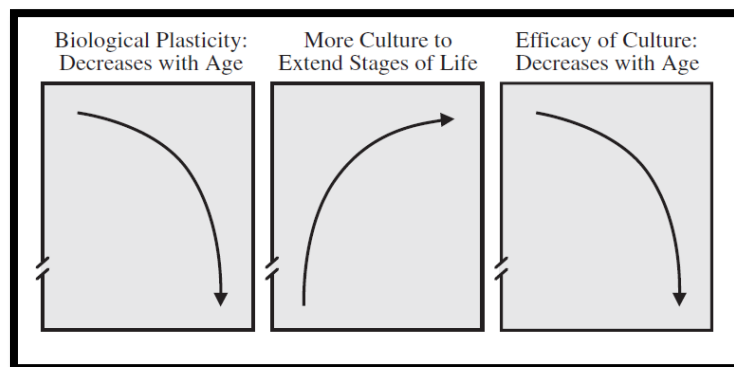 Biological Plasticity:
Decreases with Age
More Culture to
Extend Stages of Life
Efficacy of Culture:
Decreases with Age